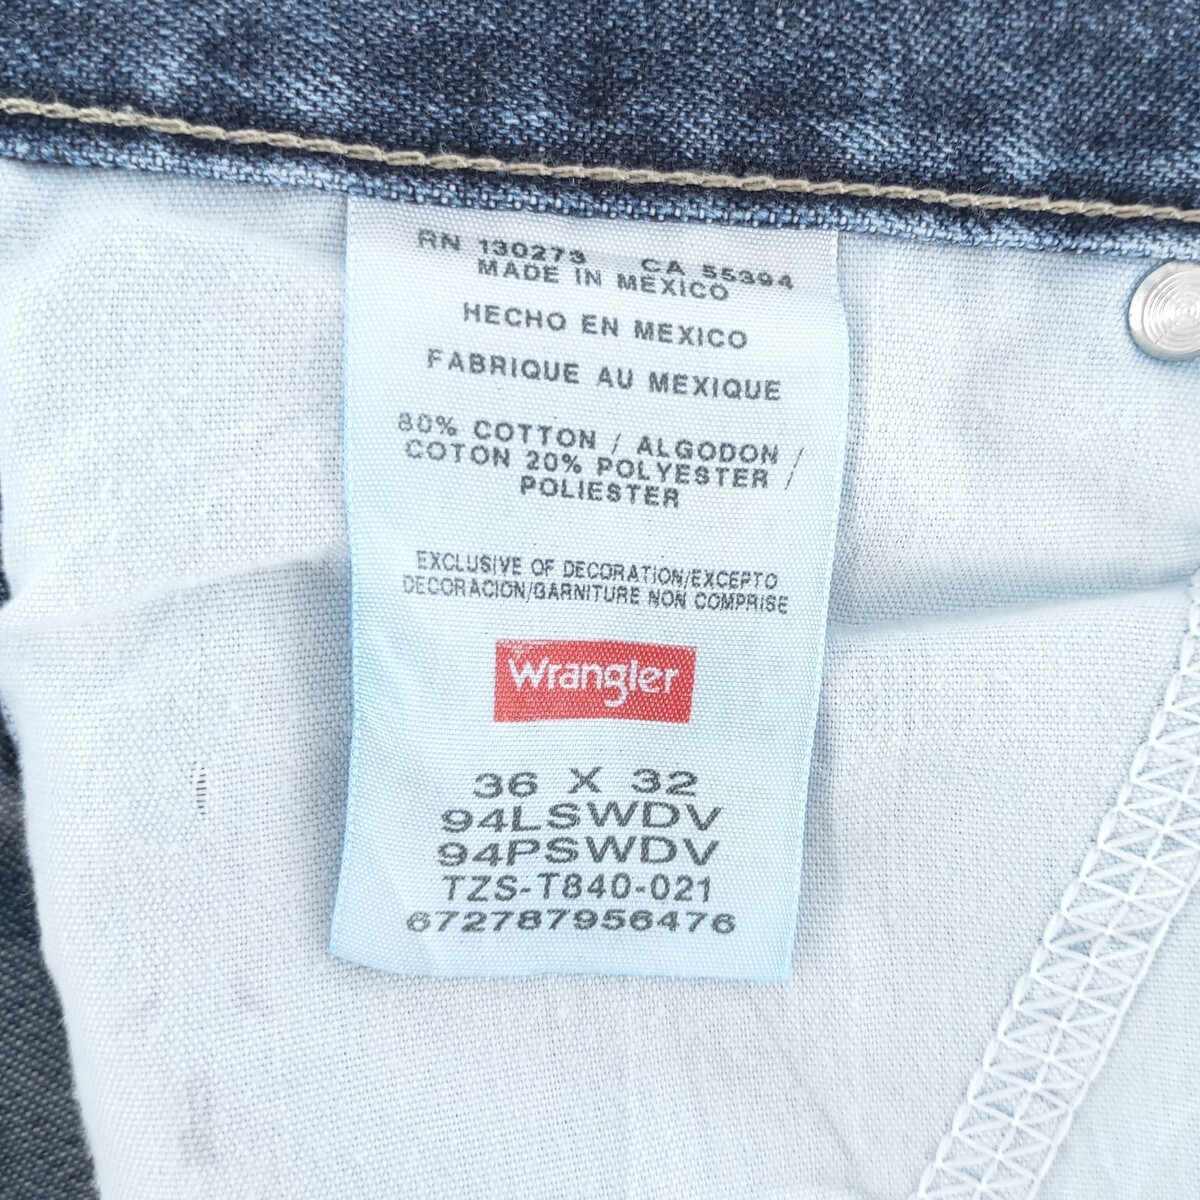 RN 130273 CA 55394
MADE IN MEXICO
HECHO EN MEXICO
FABRIQUE AU MEXIQUE
80% COTTON / ALGODON /
COTON 20% POLYESTER /
POLIESTER
EXCLUSIVE OF DECORATION/EXCEPTO
DECORACION/GARNITURE NON COMPRISE
Wrangler
36 X 32
94LSWDV
94PSWDV
TZS-T840-021
672787956476